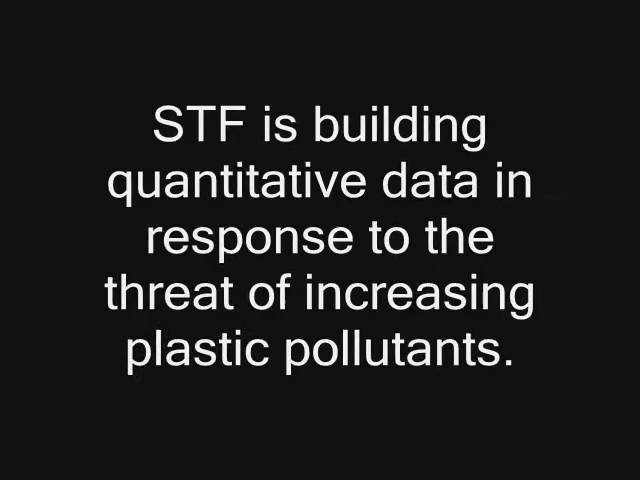 STF is building
quantitative data in
response to the
threat of increasing
plastic pollutants.